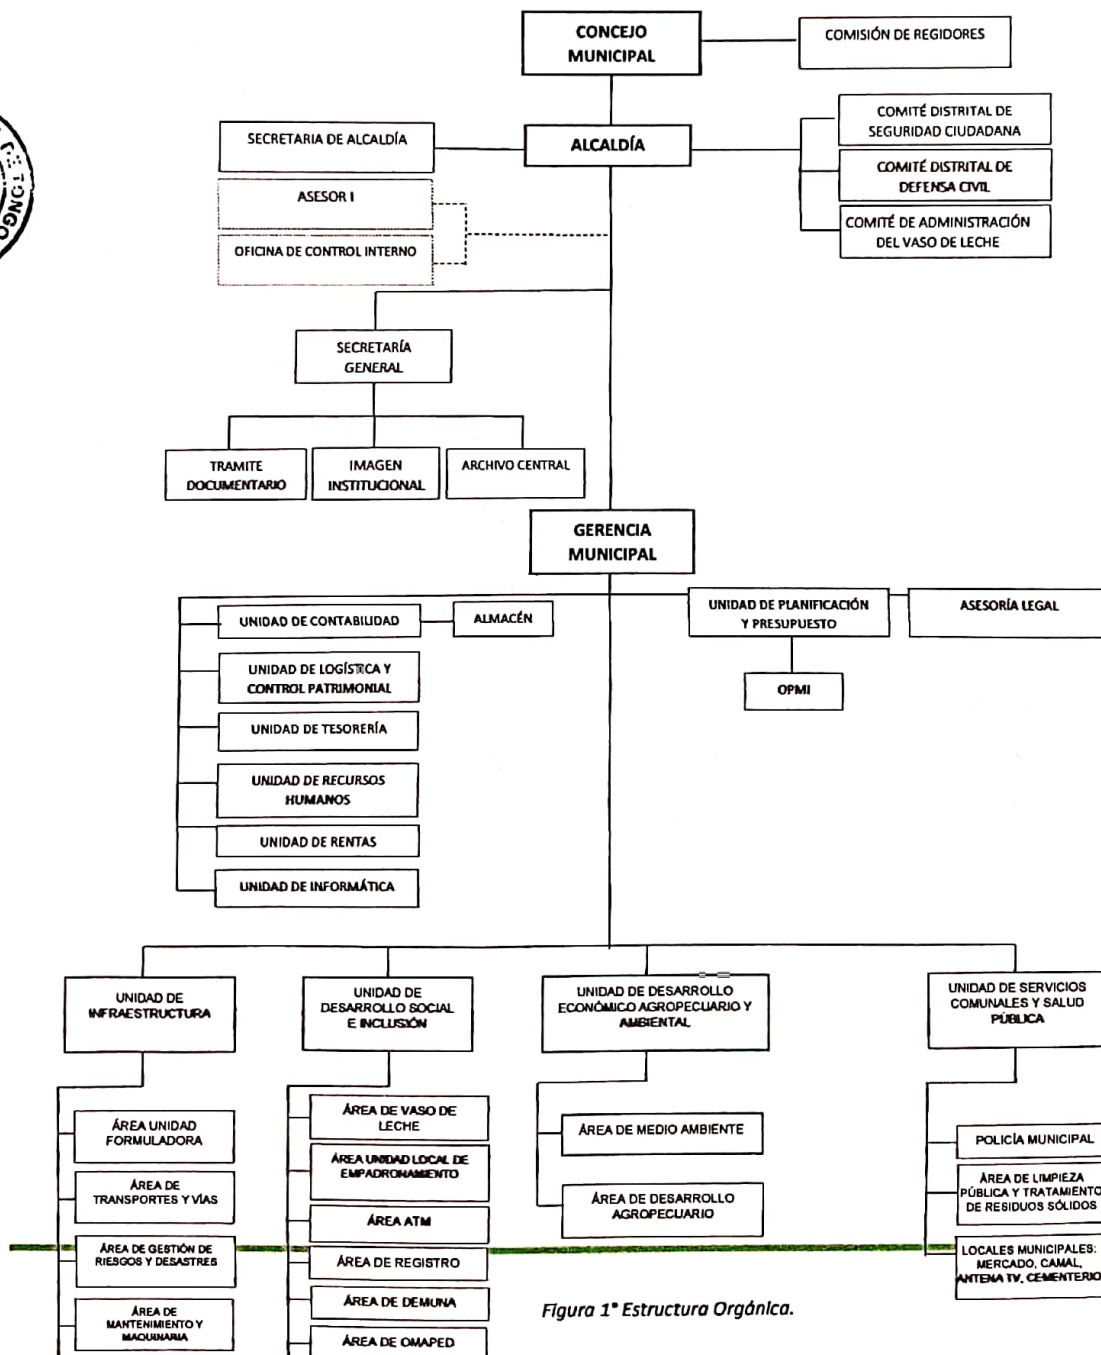 CONCEJO
MUNICIPAL
COMISIÓN DE REGIDORES
SECRETARIA DE ALCALDÍA
ALCALDÍA
COMITÉ DISTRITAL DE
SEGURIDAD CIUDADANA
COMITÉ DISTRITAL DE
DEFENSA CIVIL
COMITÉ DE ADMINISTRACIÓN
DEL VASO DE LECHE
ASESOR I
OFICINA DE CONTROL INTERNO
SECRETARÍA
GENERAL
TRAMITE
DOCUMENTARIO
IMAGEN
INSTITUCIONAL
ARCHIVO CENTRAL
GERENCIA
MUNICIPAL
UNIDAD DE CONTABILIDAD
ALMACÉN
UNIDAD DE PLANIFICACIÓN
Y PRESUPUESTO
ASESORÍA LEGAL
OPMI
UNIDAD DE LOGÍSTICA Y
CONTROL PATRIMONIAL
UNIDAD DE TESORERÍA
UNIDAD DE RECURSOS
HUMANOS
UNIDAD DE RENTAS
UNIDAD DE INFORMÁTICA
UNIDAD DE
INFRAESTRUCTURA
UNIDAD DE
DESARROLLO SOCIAL
E INCLUSIÓN
UNIDAD DE DESARROLLO
ECONÓMICO AGROPECUARIO Y
AMBIENTAL
UNIDAD DE SERVICIOS
COMUNALES Y SALUD
PÚBLICA
ÁREA UNIDAD
FORMULADORA
ÁREA DE
TRANSPORTES Y VÍAS
ÁREA DE GESTIÓN DE
RIESGOS Y DESASTRES
ÁREA DE
MANTENIMIENTO Y
MAQUINARIA
ÁREA DE VASO DE
LECHE
ÁREA UNIDAD LOCAL DE
EMPADRONAMIENTO
ÁREA ATM
ÁREA DE REGISTRO
ÁREA DE DEMUNA
ÁREA DE OMAPED
ÁREA DE MEDIO AMBIENTE
ÁREA DE DESARROLLO
AGROPECUARIO
POLICÍA MUNICIPAL
ÁREA DE LIMPIEZA
PÚBLICA Y TRATAMIENTO
DE RESIDUOS SÓLIDOS
LOCALES MUNICIPALES:
MERCADO, CAMAL,
ANTENA TV, CEMENTERIO
Figura 1° Estructura Orgánica.